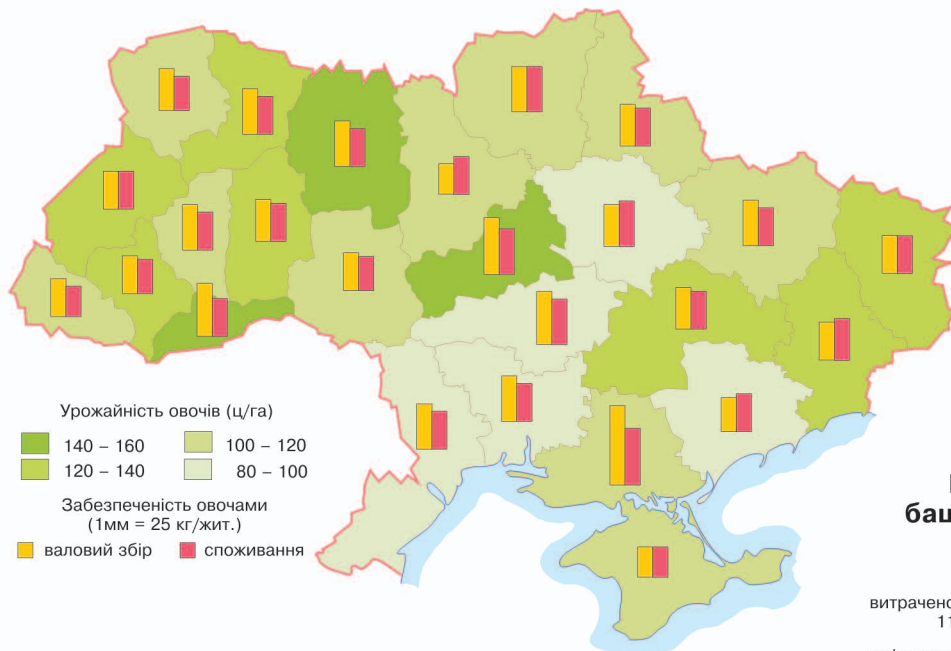 Урожайність овочів (ц/га)
140 – 160
100 – 120
120 – 140
80 – 100
Забезпеченість овочами
(1мм = 25 кг/жит.)
валовий збір
споживання
баш
витрачено
11